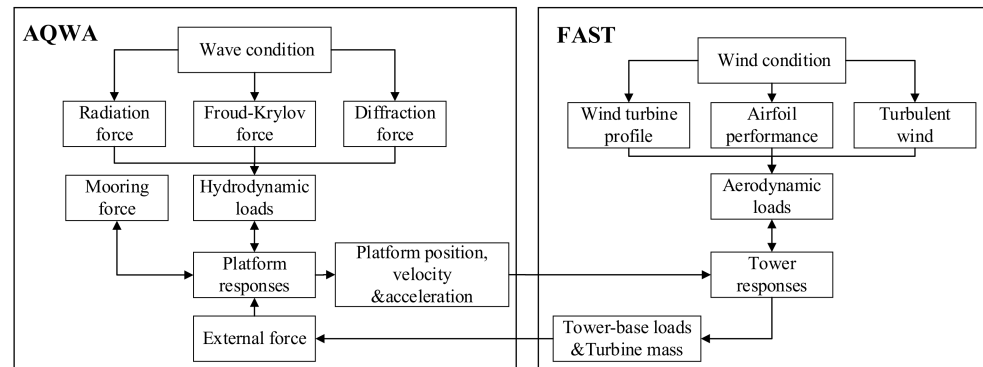 AQWA
Wave condition
Radiation
force
Froud-Krylov
force
Diffraction
force
Mooring
force
Hydrodynamic
loads
Platform
responses
Platform position,
velocity
&acceleration
External force
FAST
Wind condition
Wind turbine
profile
Airfoil
performance
Turbulent
wind
Aerodynamic
loads
Tower
responses
Tower-base loads
&Turbine mass